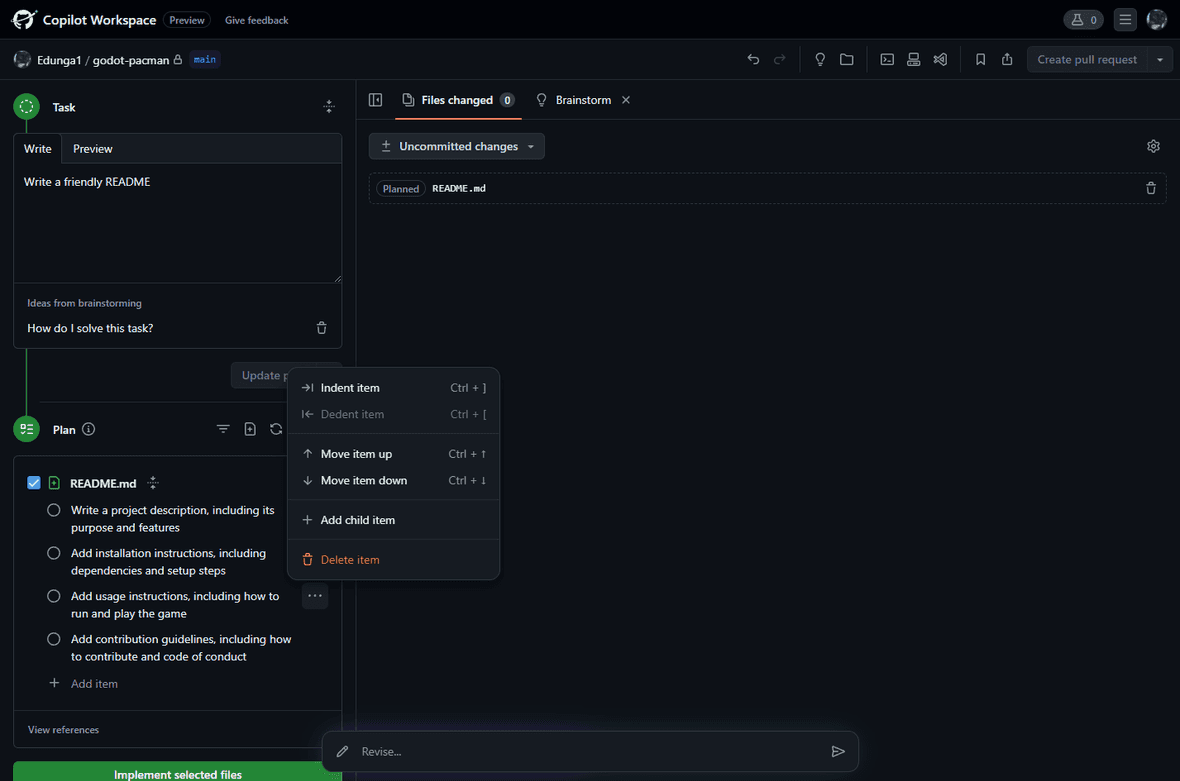 Copilot Workspace Preview Give feedback
0
Edunga1 / godot-pacman main
Create pull request
Task
Write Preview
Write a friendly README
Ideas from brainstorming
How do I solve this task?
Update p
Plan
README.md
Write a project description, including its
purpose and features
Add installation instructions, including
dependencies and setup steps
Add usage instructions, including how to
run and play the game
Add contribution guidelines, including how
to contribute and code of conduct
Add item
View references
Implement selected files
Indent item Ctrl + ]
Dedent item Ctrl + [
Move item up Ctrl + ↑
Move item down Ctrl + ↓
Add child item
Delete item
Files changed 0 Brainstorm
Uncommitted changes
Planned README.md
Revise...